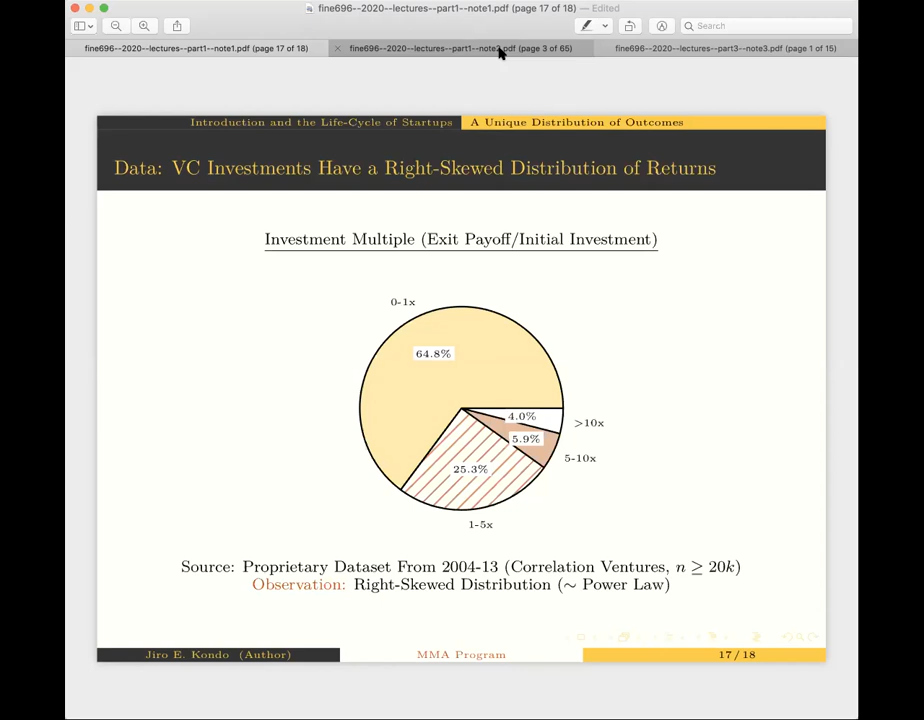 fine696--2020--lectures--part1--note1.pdf (page 17 of 18) — Edited
Search
fine696--2020--lectures--part1--note1.pdf (page 17 of 18)
fine696--2020--lectures--part1--note2.pdf (page 3 of 65)
fine696--2020--lectures--part3--note3.pdf (page 1 of 15)
Introduction and the Life-Cycle of Startups
A Unique Distribution of Outcomes
Data: VC Investments Have a Right-Skewed Distribution of Returns
Investment Multiple (Exit Payoff/Initial Investment)
0-1x
64.8%
4.0%
>10x
5.9%
5-10x
25.3%
1-5x
Source: Proprietary Dataset From 2004-13 (Correlation Ventures, n ≥ 20k)
Observation: Right-Skewed Distribution (∼ Power Law)
Jiro E. Kondo (Author)
MMA Program
17 / 18